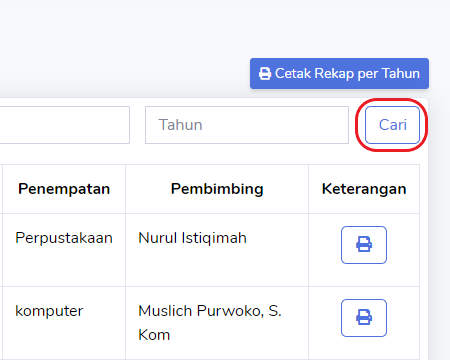 Cetak Rekap per Tahun
Tahun
Cari
Penempatan Pembimbing Keterangan
Perpustakaan Nurul Istiqimah
komputer Muslich Purwoko, S.
Kom